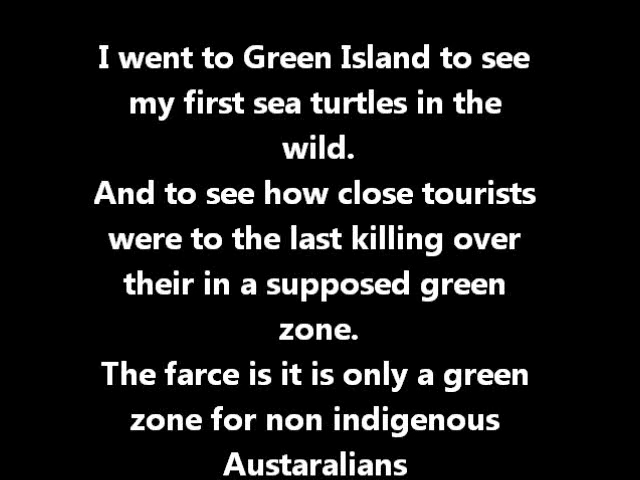 I went to Green Island to see
my first sea turtles in the
wild.
And to see how close tourists
were to the last killing over
their in a supposed green
zone.
The farce is it is only a green
zone for non indigenous
Austaralians